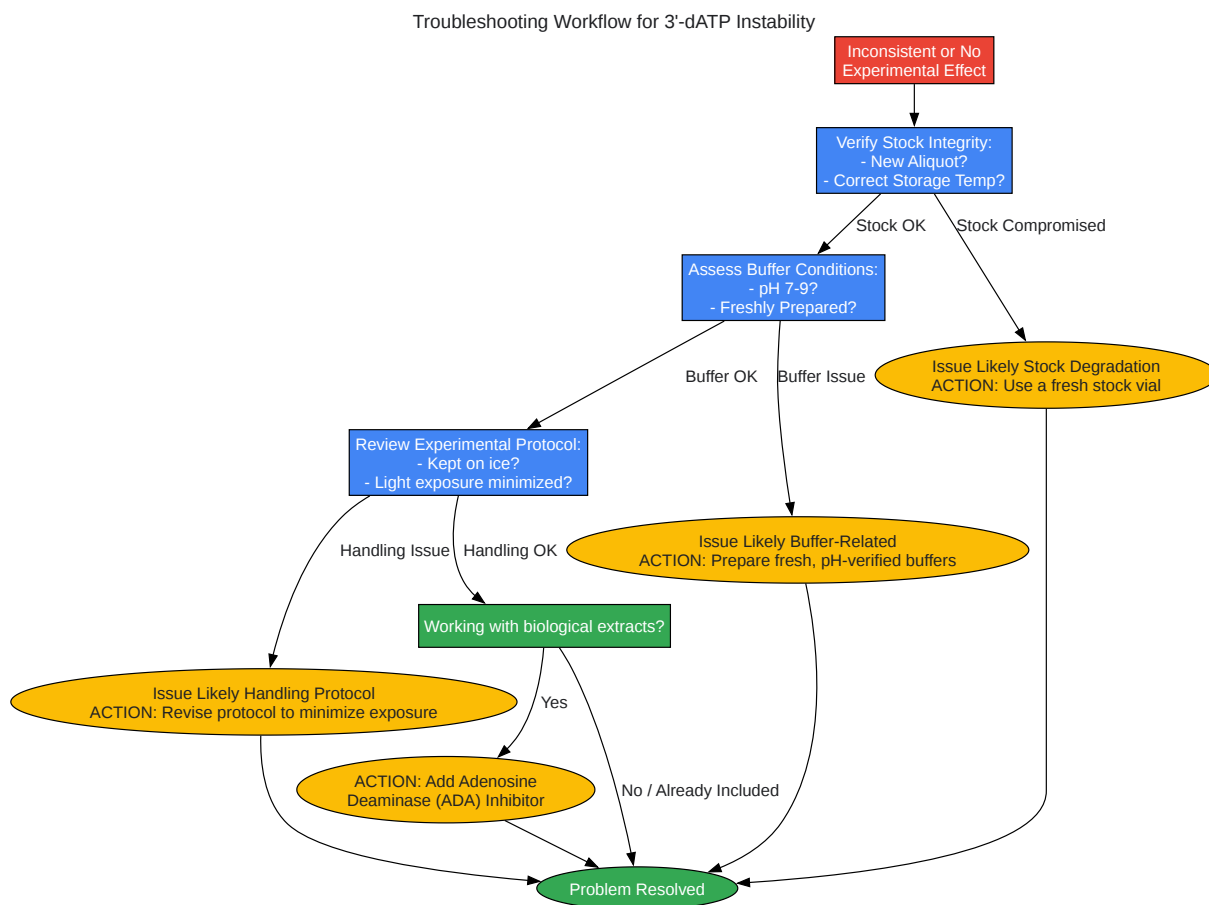 Troubleshooting Workflow for 3'-dATP Instability
Inconsistent or No
Experimental Effect
Verify Stock Integrity:
- New Aliquot?
- Correct Storage Temp?
Stock OK
Stock Compromised
Assess Buffer Conditions:
- pH 7-9?
- Freshly Prepared?
Buffer OK
Buffer Issue
Issue Likely Stock Degradation
ACTION: Use a fresh stock vial
Review Experimental Protocol:
- Kept on ice?
- Light exposure minimized?
Handling Issue
Handling OK
Issue Likely Buffer-Related
ACTION: Prepare fresh, pH-verified buffers
Working with biological extracts?
Issue Likely Handling Protocol
ACTION: Revise protocol to minimize exposure
Yes
ACTION: Add Adenosine
Deaminase (ADA) Inhibitor
No / Already Included
Problem Resolved